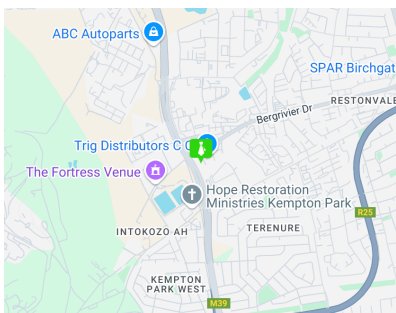 ABC Autoparts
SPAR Birchgat
RESTONVALE
Bergrivier Dr
Trig Distributors C C
The Fortress Venue
Hope Restoration
Ministries Kempton Park
R25
INTOKOZO AH
TERENURE
KEMPTON
PARK WEST
M39